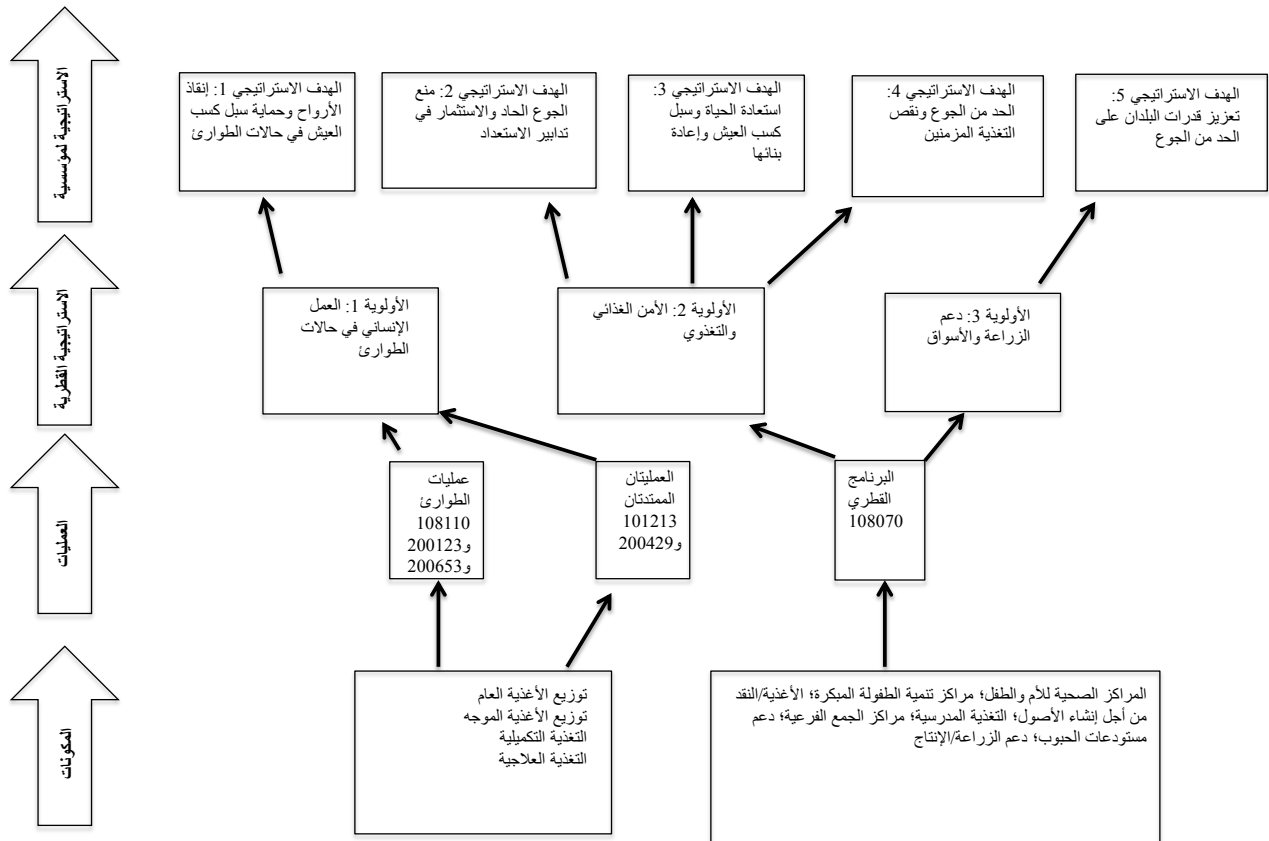 الاستراتيجية لمؤسسية
الهدف الاستراتيجي 1: إنقاذ
الأرواح وحماية سبل كسب
العيش في حالات الطوارئ
الهدف الاستراتيجي 2: منع
الجوع الحاد والاستثمار في
تدابير الاستعداد
الهدف الاستراتيجي 3:
استعادة الحياة وسبل
كسب العيش وإعادة
بنائها
الهدف الاستراتيجي 4:
الحد من الجوع ونقص
التغذية المزمنين
الهدف الاستراتيجي 5:
تعزيز قدرات البلدان على
الحد من الجوع
الاستراتيجية القطرية
الأولوية 1: العمل
الإنساني في حالات
الطوارئ
الأولوية 2: الأمن الغذائي
والتغذوي
الأولوية 3: دعم
الزراعة والأسواق
العمليات
عمليات
الطوارئ
108110
و200123
و200653
العمليتان
الممتدتان
101213
و200429
البرنامج
القطري
108070
المكونات
توزيع الأغذية العام
توزيع الأغذية الموجه
التغذية التكميلية
التغذية العلاجية
المراكز الصحية للأم والطفل؛ مراكز تنمية الطفولة المبكرة؛ الأغذية/النقد
من أجل إنشاء الأصول؛ التغذية المدرسية؛ مراكز الجمع الفرعية؛ دعم
مستودعات الحبوب؛ دعم الزراعة/الإنتاج